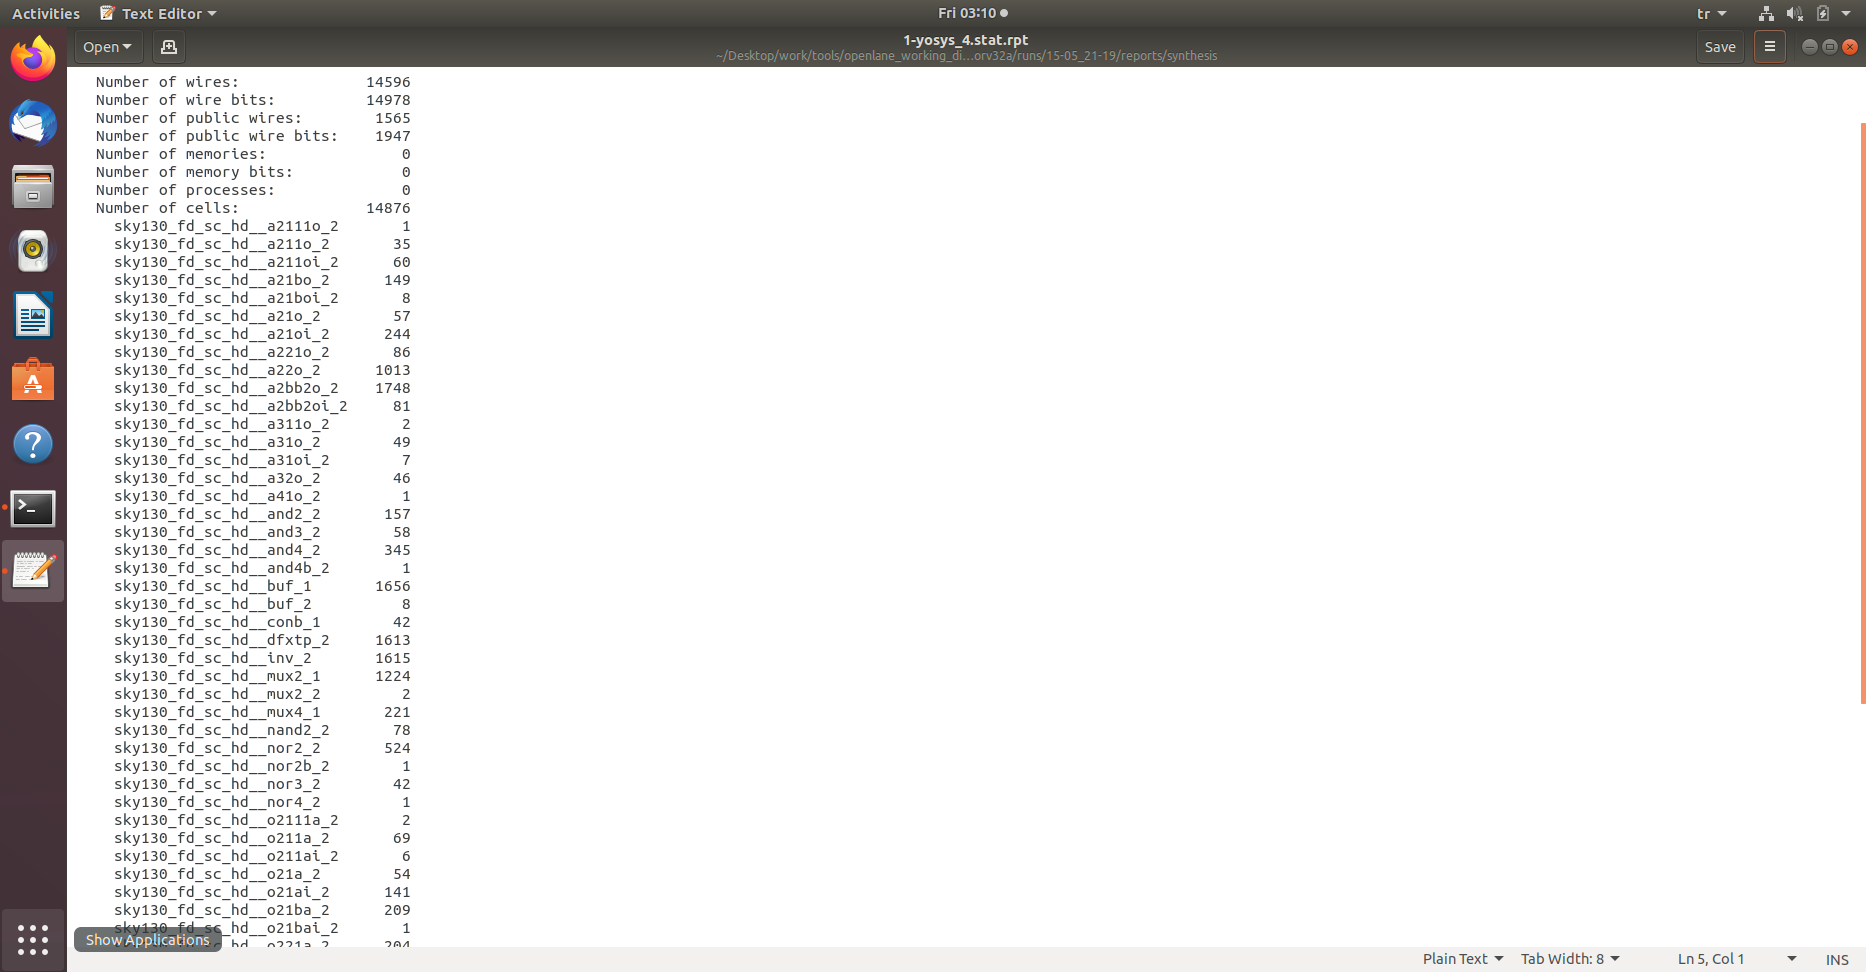 Activities Text Editor Fri 03:10 tr
Open 1-yosys_4.stat.rpt Save
~/Desktop/work/tools/openlane_working_di...orv32a/runs/15-05_21-19/reports/synthesis
Number of wires: 14596
Number of wire bits: 14978
Number of public wires: 1565
Number of public wire bits: 1947
Number of memories: 0
Number of memory bits: 0
Number of processes: 0
Number of cells: 14876
sky130_fd_sc_hd__a2111o_2 1
sky130_fd_sc_hd__a211o_2 35
sky130_fd_sc_hd__a211oi_2 60
sky130_fd_sc_hd__a21bo_2 149
sky130_fd_sc_hd__a21boi_2 8
sky130_fd_sc_hd__a21o_2 57
sky130_fd_sc_hd__a21oi_2 244
sky130_fd_sc_hd__a221o_2 86
sky130_fd_sc_hd__a22o_2 1013
sky130_fd_sc_hd__a2bb2o_2 1748
sky130_fd_sc_hd__a2bb2oi_2 81
sky130_fd_sc_hd__a311o_2 2
sky130_fd_sc_hd__a31o_2 49
sky130_fd_sc_hd__a31oi_2 7
sky130_fd_sc_hd__a32o_2 46
sky130_fd_sc_hd__a41o_2 1
sky130_fd_sc_hd__and2_2 157
sky130_fd_sc_hd__and3_2 58
sky130_fd_sc_hd__and4_2 345
sky130_fd_sc_hd__and4b_2 1
sky130_fd_sc_hd__buf_1 1656
sky130_fd_sc_hd__buf_2 8
sky130_fd_sc_hd__conb_1 42
sky130_fd_sc_hd__dfxtp_2 1613
sky130_fd_sc_hd__inv_2 1615
sky130_fd_sc_hd__mux2_1 1224
sky130_fd_sc_hd__mux2_2 2
sky130_fd_sc_hd__mux4_1 221
sky130_fd_sc_hd__nand2_2 78
sky130_fd_sc_hd__nor2_2 524
sky130_fd_sc_hd__nor2b_2 1
sky130_fd_sc_hd__nor3_2 42
sky130_fd_sc_hd__nor4_2 1
sky130_fd_sc_hd__o2111a_2 2
sky130_fd_sc_hd__o211a_2 69
sky130_fd_sc_hd__o211ai_2 6
sky130_fd_sc_hd__o21a_2 54
sky130_fd_sc_hd__o21ai_2 141
sky130_fd_sc_hd__o21ba_2 209
sky130_fd_sc_hd__o21bai_2 1
Show Applications
o221a_2 204
Plain Text Tab Width: 8 Ln 5, Col 1 INS